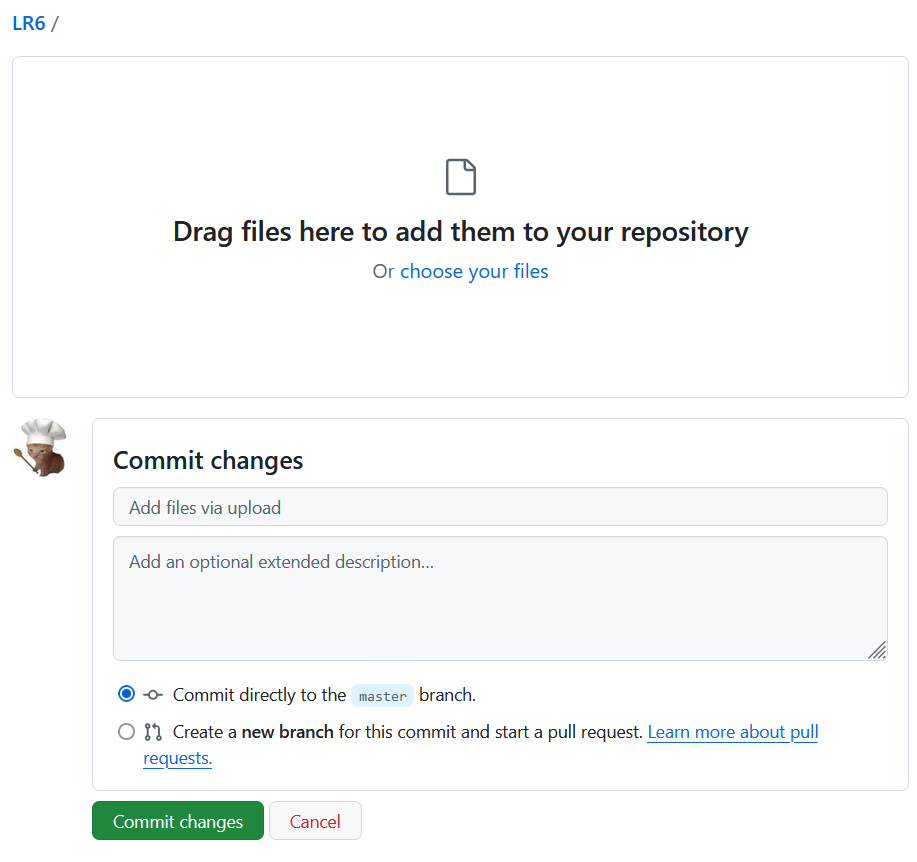 LR6 /
Drag files here to add them to your repository
Or choose your files
Commit changes
Add files via upload
Add an optional extended description...
Commit directly to the master branch.
Create a new branch for this commit and start a pull request. Learn more about pull
requests.
Commit changes
Cancel